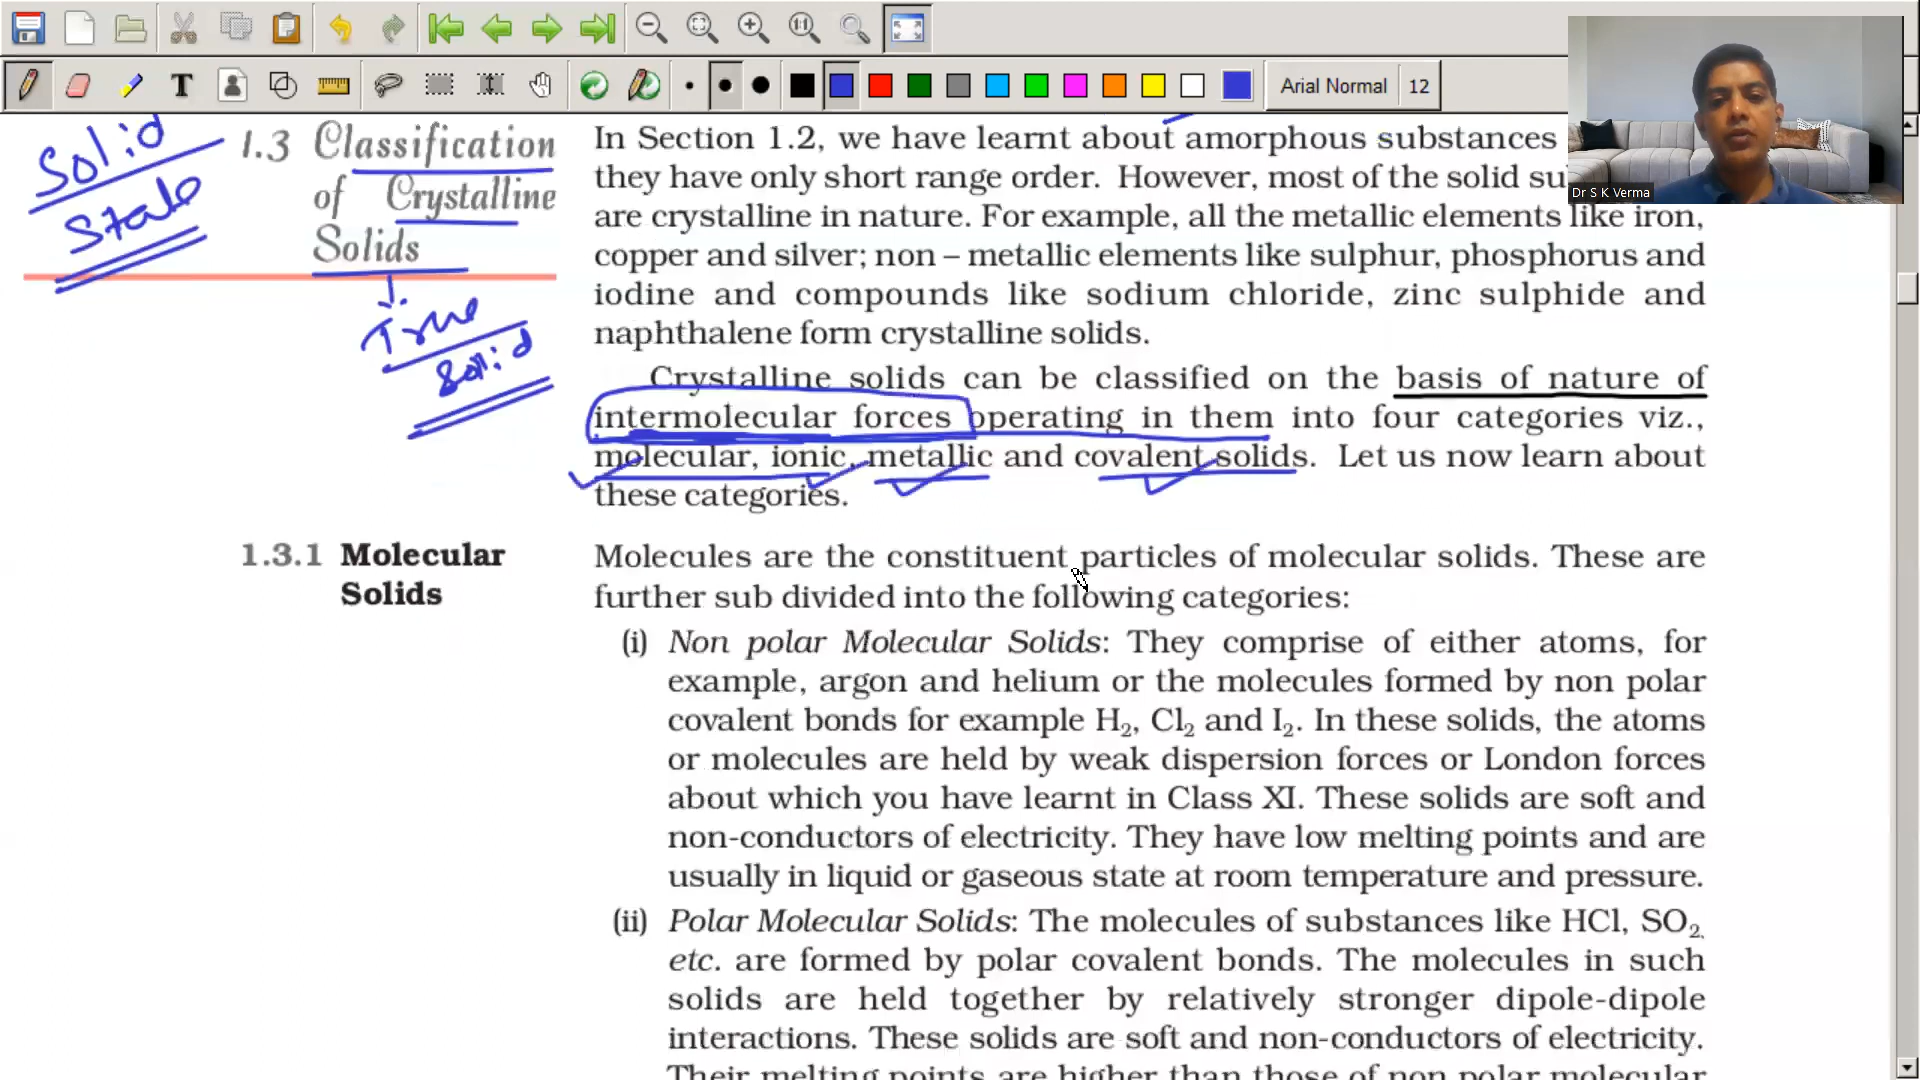 T
Arial Normal 12
Dr S K Verma
Solid
State
1.3 Classification
of Crystalline
Solids
True
Solid
In Section 1.2, we have learnt about amorphous substances
they have only short range order. However, most of the solid su
are crystalline in nature. For example, all the metallic elements like iron,
copper and silver; non – metallic elements like sulphur, phosphorus and
iodine and compounds like sodium chloride, zinc sulphide and
naphthalene form crystalline solids.
Crystalline solids can be classified on the basis of nature of
intermolecular forces operating in them into four categories viz.,
molecular, ionic, metallic and covalent solids. Let us now learn about
these categories.
1.3.1 Molecular
Solids
Molecules are the constituent particles of molecular solids. These are
further sub divided into the following categories:
(i) Non polar Molecular Solids: They comprise of either atoms, for
example, argon and helium or the molecules formed by non polar
covalent bonds for example H₂, Cl₂ and I₂. In these solids, the atoms
or molecules are held by weak dispersion forces or London forces
about which you have learnt in Class XI. These solids are soft and
non-conductors of electricity. They have low melting points and are
usually in liquid or gaseous state at room temperature and pressure.
(ii) Polar Molecular Solids: The molecules of substances like HCl, SO₂,
etc. are formed by polar covalent bonds. The molecules in such
solids are held together by relatively stronger dipole-dipole
interactions. These solids are soft and non-conductors of electricity.
Their melting points are higher than those of non polar molecular